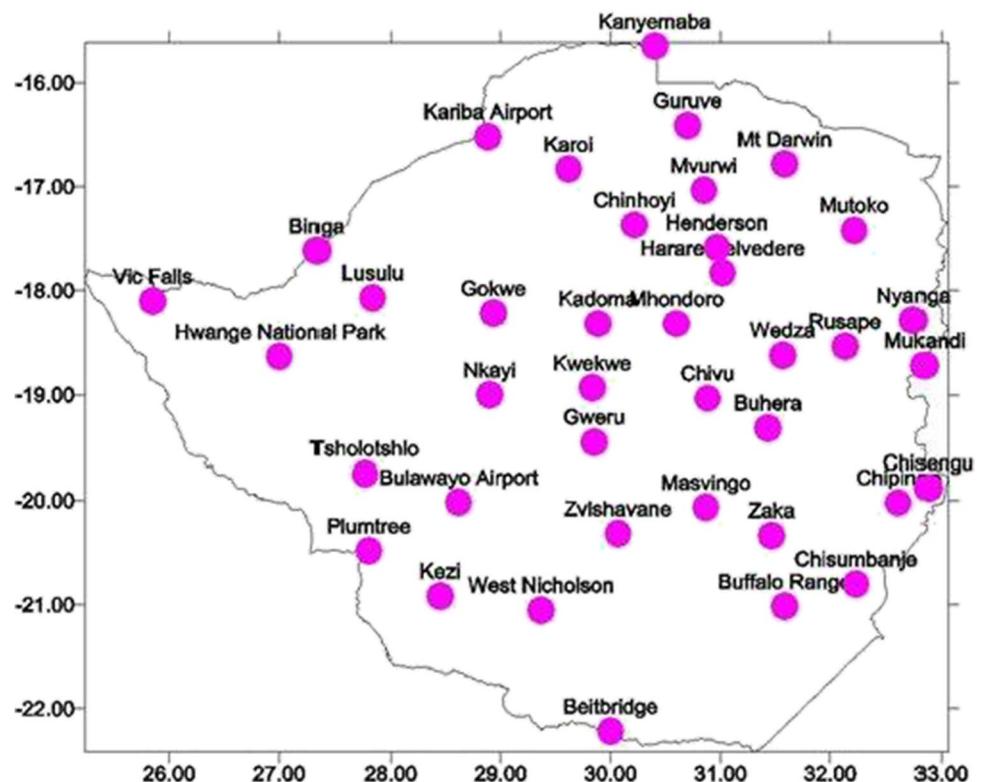 Kanyemaba
-16.00
Guruve
Kariba Airport
Karoi
Mt Darwin
Mvurwi
-17.00
Chinhoyi
Mutoko
Henderson
Binga
Harare Belvedere
Vic Falls
Lusulu
-18.00
Gokwe
Kadoma
Mhondoro
Nyanga
Hwange National Park
Wedza
Rusape
Mukandi
Nkayi
Kwekwe
Chivu
-19.00
Buhera
Gweru
Tsholotshlo
Bulawayo Airport
Chisengu
Masvingo
-20.00
Zvlshavane
Zaka
Plumtree
Chisumbanje
Kezi
West Nicholson
Buffalo Range
-21.00
Beitbridge
-22.00
26.00 27.00 28.00 29.00 30.00 31.00 32.00 33.00